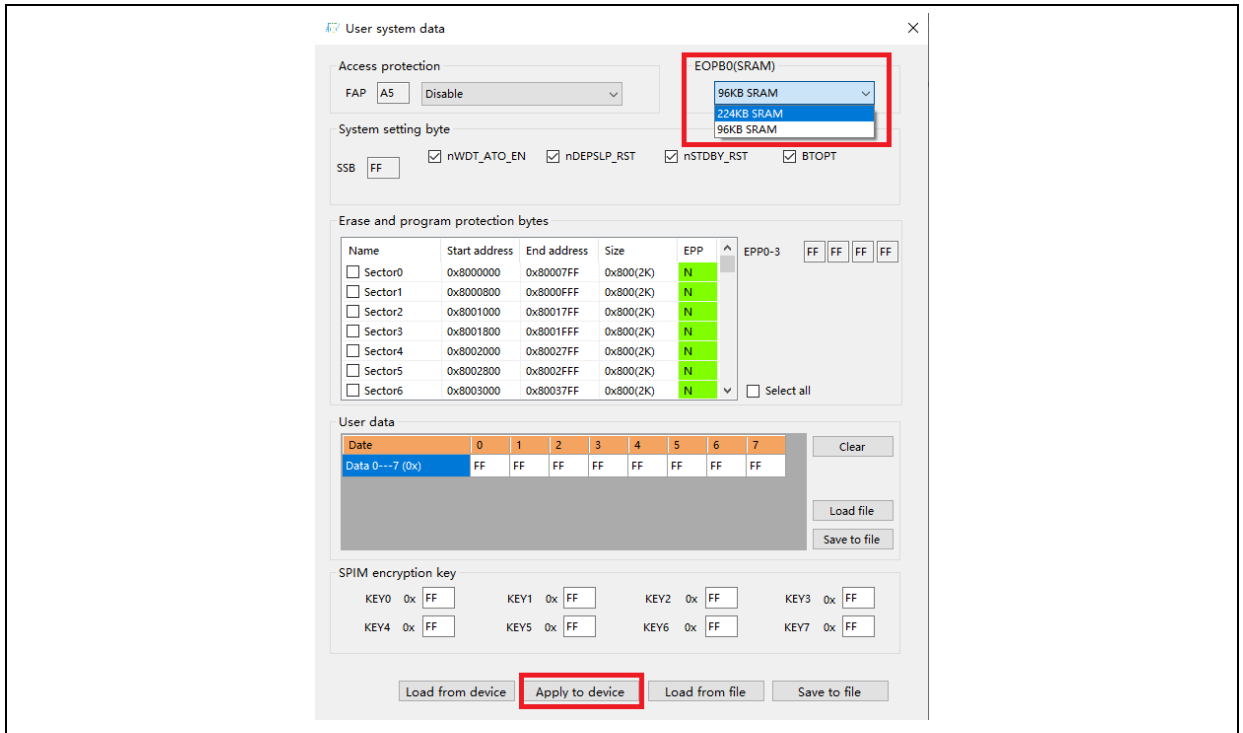 User system data
Access protection
FAP A5 Disable
EOPB0(SRAM)
96KB SRAM
224KB SRAM
96KB SRAM
System setting byte
SSB FF nWDT_ATO_EN nDEPSLP_RST nSTDBY_RST BTOPT
Erase and program protection bytes
Name Start address End address Size EPP
Sector0 0x8000000 0x80007FF 0x800(2K) N
Sector1 0x8000800 0x8000FFF 0x800(2K) N
Sector2 0x8001000 0x80017FF 0x800(2K) N
Sector3 0x8001800 0x8001FFF 0x800(2K) N
Sector4 0x8002000 0x80027FF 0x800(2K) N
Sector5 0x8002800 0x8002FFF 0x800(2K) N
Sector6 0x8003000 0x80037FF 0x800(2K) N
EPP0-3 FF FF FF FF
Select all
User data
Date 0 1 2 3 4 5 6 7
Data 0---7 (0x) FF FF FF FF FF FF FF FF
Clear
Load file
Save to file
SPIM encryption key
KEY0 0x FF KEY1 0x FF KEY2 0x FF KEY3 0x FF
KEY4 0x FF KEY5 0x FF KEY6 0x FF KEY7 0x FF
Load from device Apply to device Load from file Save to file